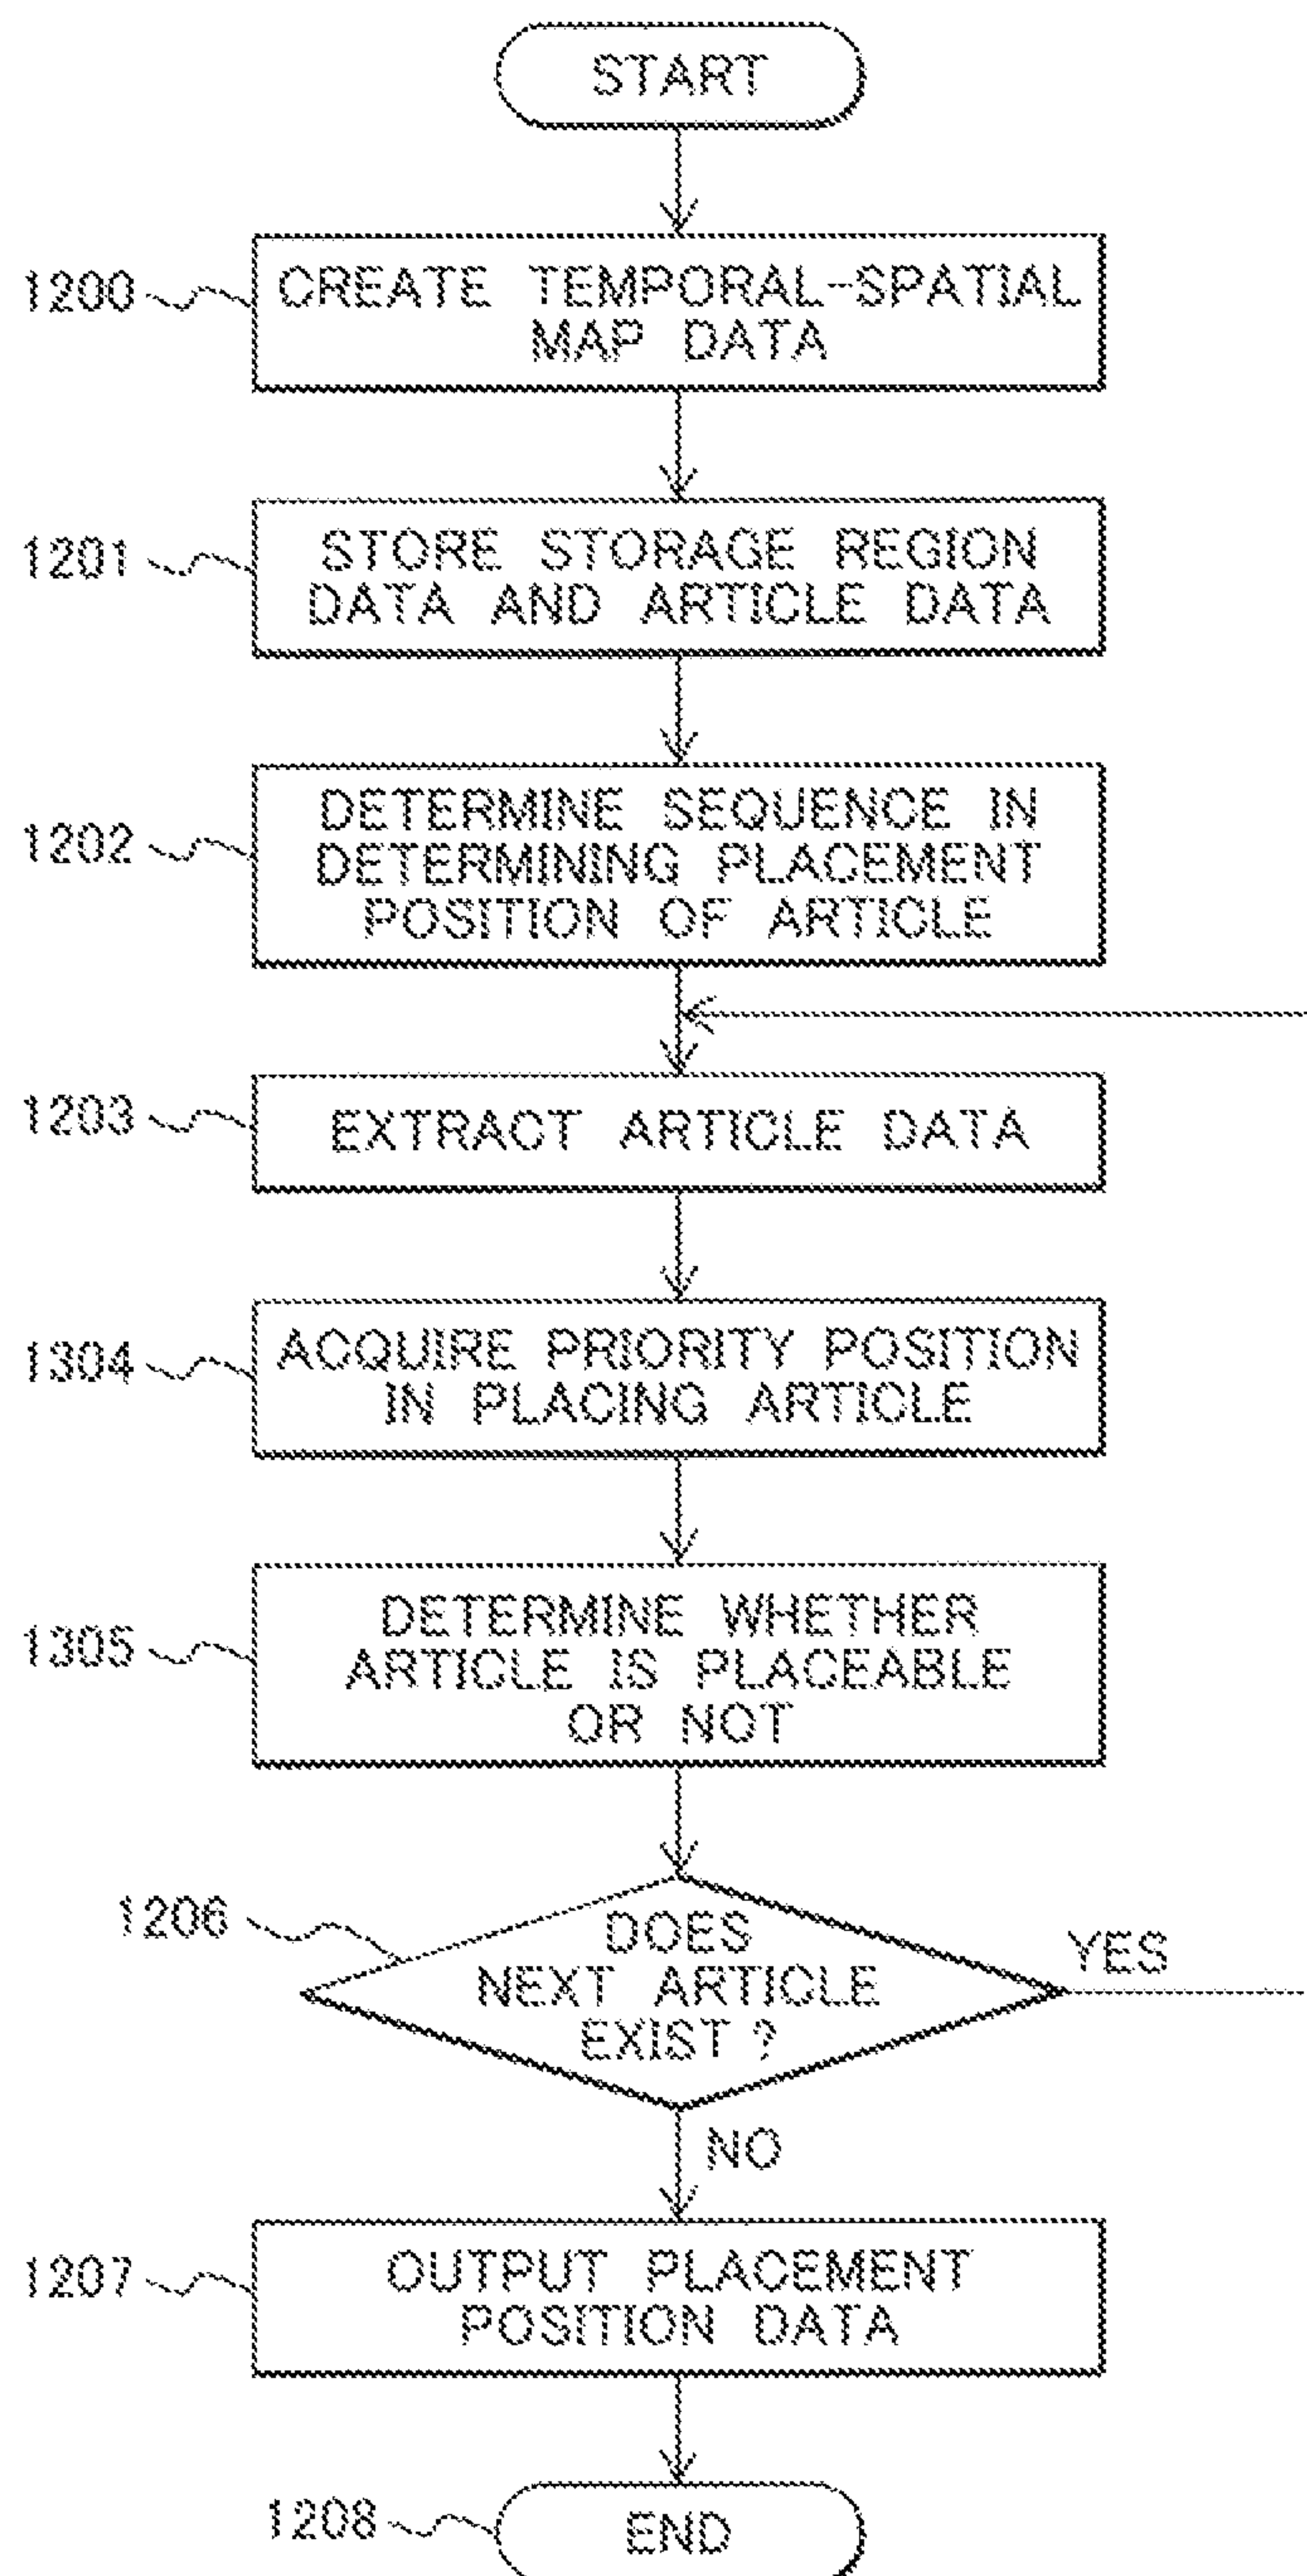 START
1200
CREATE TEMPORAL-SPATIAL
MAP DATA
1201
STORE STORAGE REGION
DATA AND ARTICLE DATA
1202
DETERMINE SEQUENCE IN
DETERMINING PLACEMENT
POSITION OF ARTICLE
1203
EXTRACT ARTICLE DATA
1304
ACQUIRE PRIORITY POSITION
IN PLACING ARTICLE
1305
DETERMINE WHETHER
ARTICLE IS PLACEABLE
OR NOT
1206
DOES
NEXT ARTICLE
EXIST?
YES
NO
1207
OUTPUT PLACEMENT
POSITION DATA
1208
END